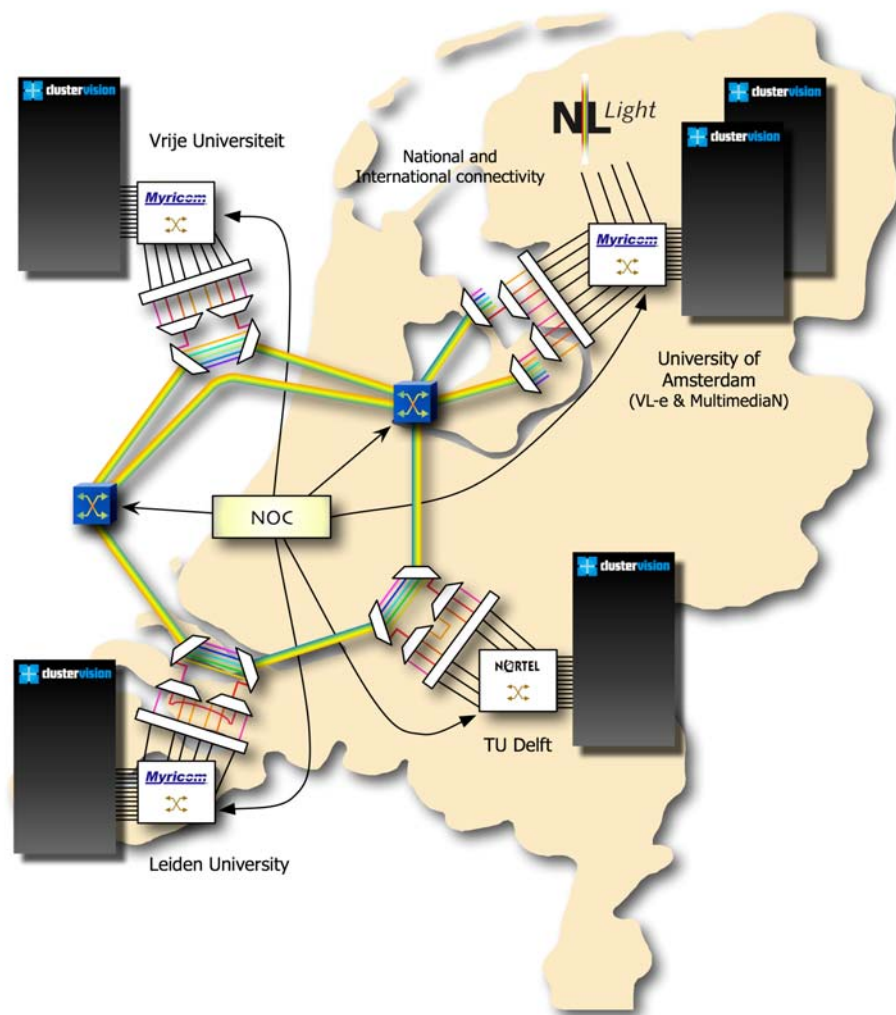 clustervision
Vrije Universiteit
Myricom
National and
International connectivity
NL Light
clustervision
clustervision
Myricom
University of
Amsterdam
(VL-e & MultimediaN)
NOC
clustervision
NORTEL
TU Delft
clustervision
Myricom
Leiden University